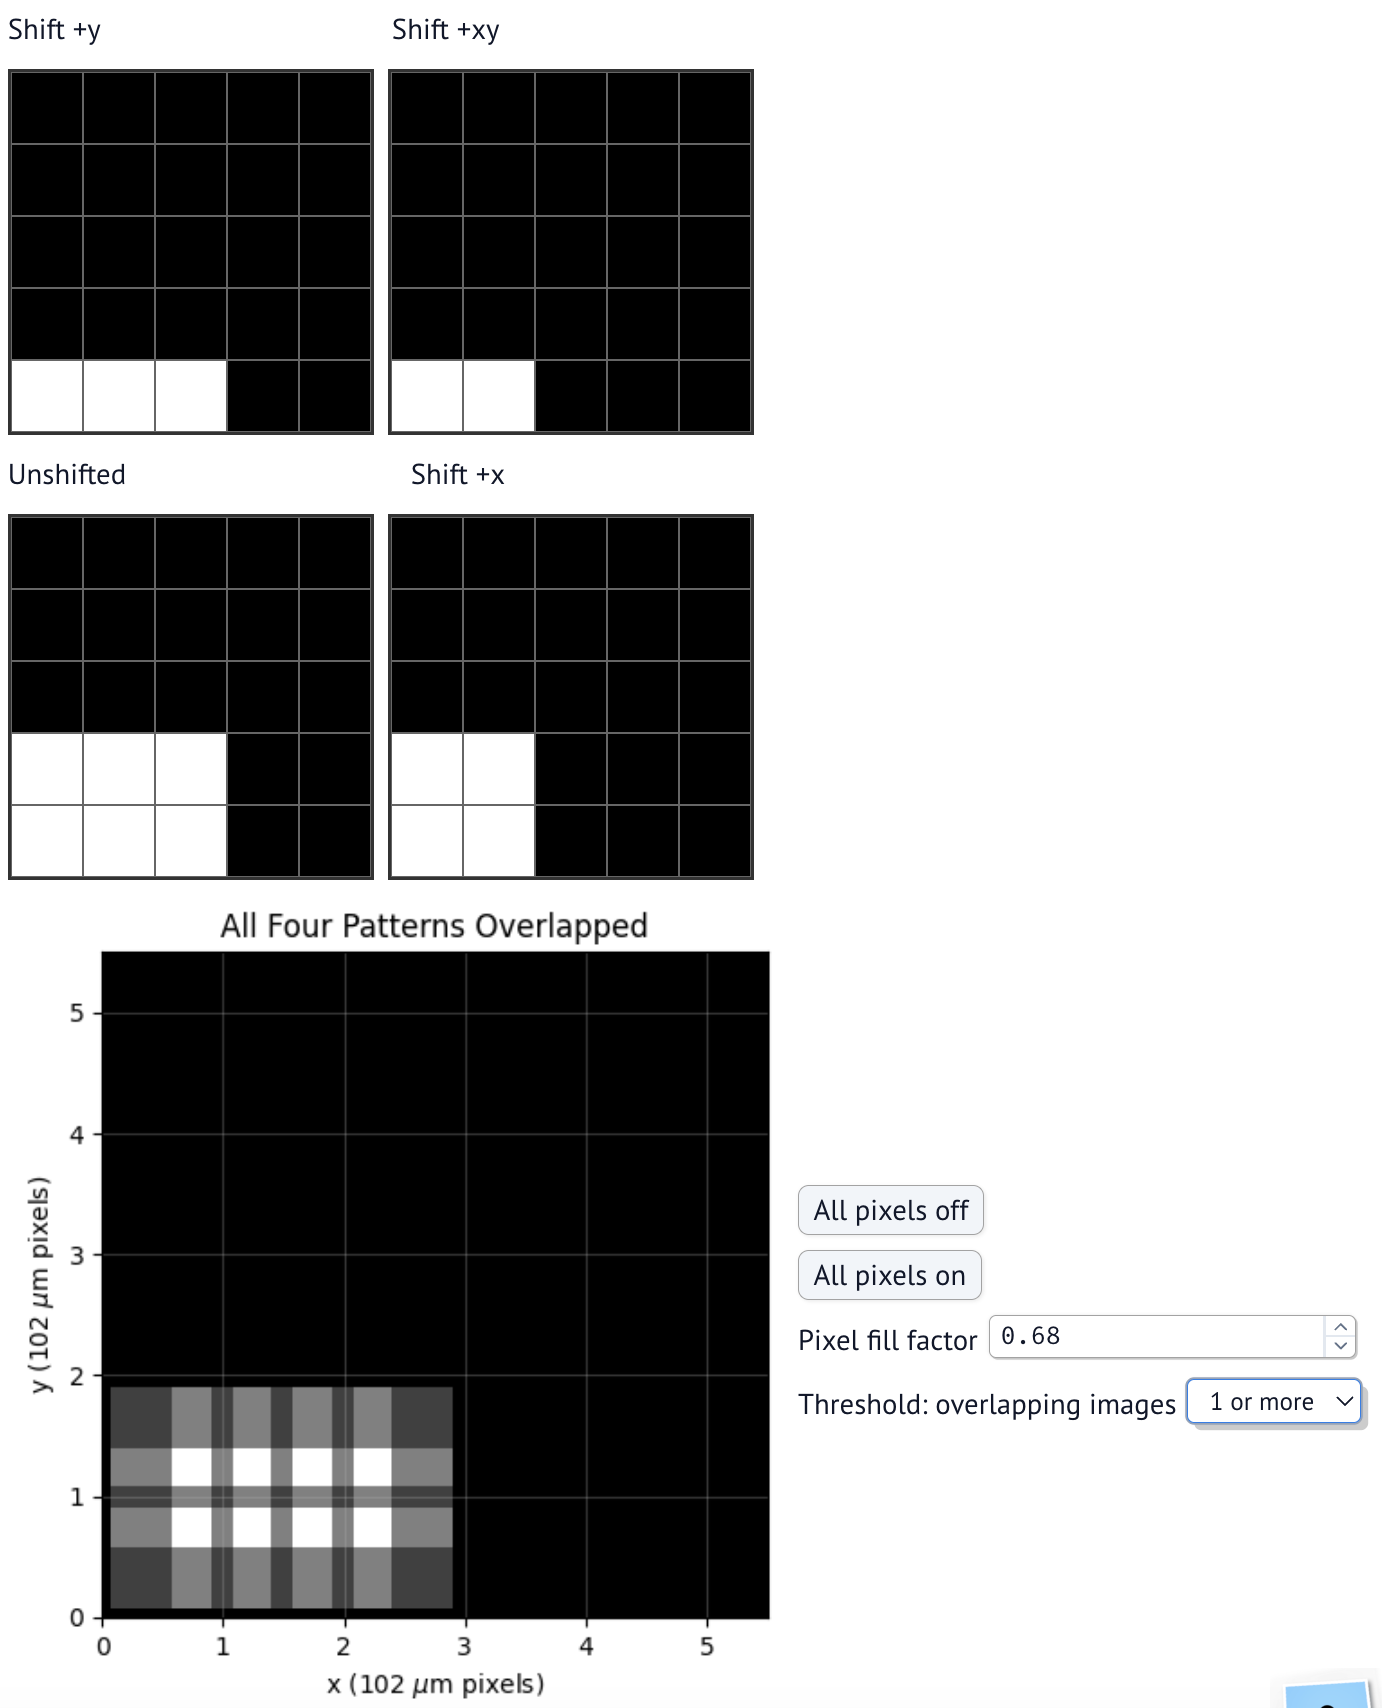 Shift +y
Shift +xy
Unshifted
Shift +x
All Four Patterns Overlapped
5
4
3
2
1
0
y (102 μm pixels)
0 1 2 3 4 5
x (102 μm pixels)
All pixels off
All pixels on
Pixel fill factor 0.68
Threshold: overlapping images 1 or more